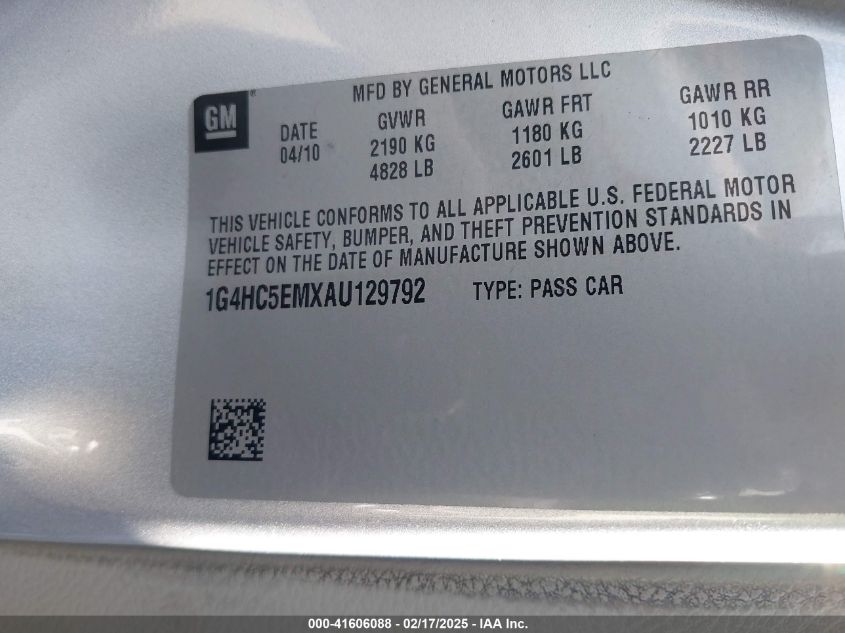 MFD BY GENERAL MOTORS LLC
GM®
DATE GVWR GAWR FRT GAWR RR
04/10 2190 KG 1180 KG 1010 KG
4828 LB 2601 LB 2227 LB
THIS VEHICLE CONFORMS TO ALL APPLICABLE U.S. FEDERAL MOTOR
VEHICLE SAFETY, BUMPER, AND THEFT PREVENTION STANDARDS IN
EFFECT ON THE DATE OF MANUFACTURE SHOWN ABOVE.
1G4HC5EMXAU129792 TYPE: PASS CAR
000-41606088 - 02/17/2025 - IAA Inc.